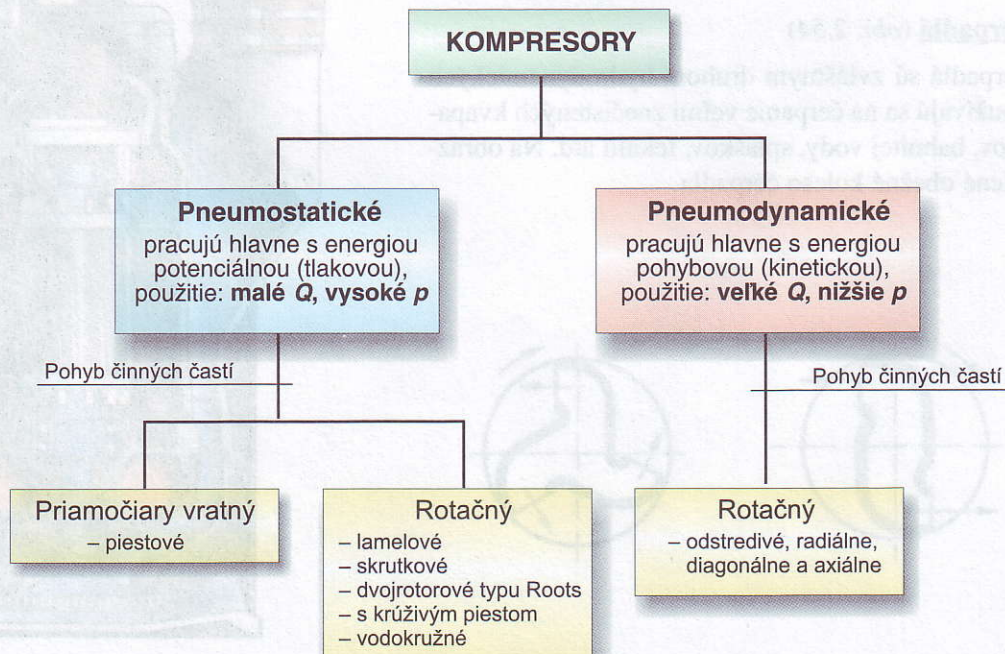 KOMPRESORY
Pneumostatické
pracujú hlavne s energiou
potenciálnou (tlakovou),
použitie: malé Q, vysoké p
Pneumodynamické
pracujú hlavne s energiou
pohybovou (kinetickou),
použitie: veľké Q, nižšie p
Pohyb činných častí
Pohyb činných častí
Priamočiary vratný
– piestové
Rotačný
– lamelové
– skrutkové
– dvojrotorové typu Roots
– s krúživým piestom
– vodokružné
Rotačný
– odstredivé, radiálne,
diagonálne a axiálne